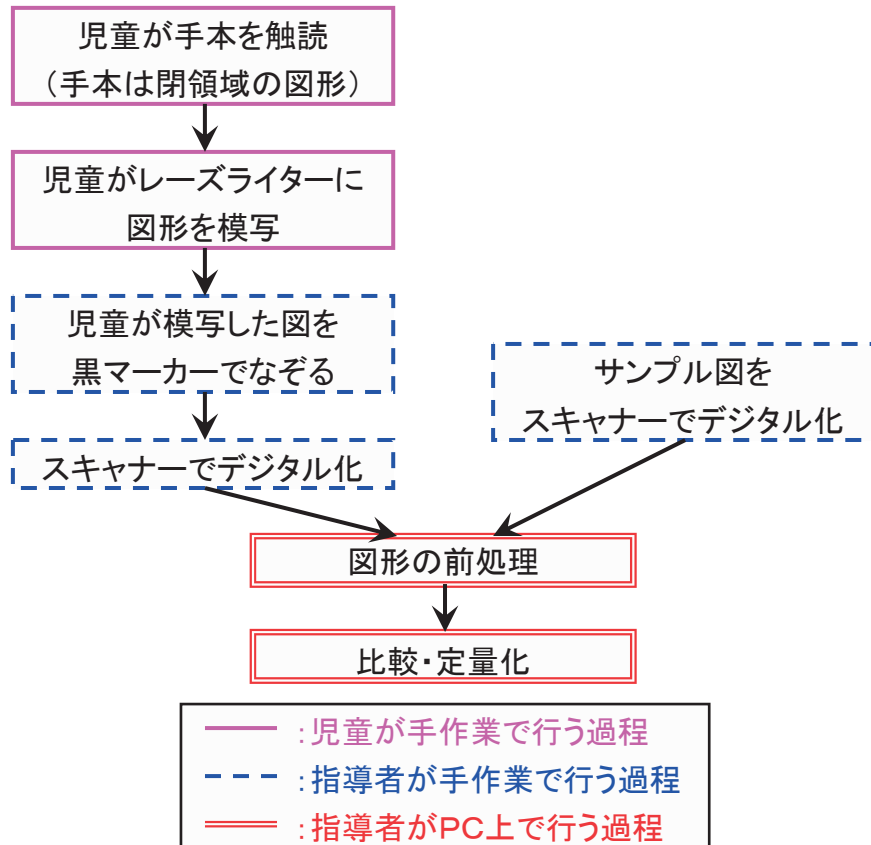 児童が手本を触読
（手本は閉領域の図形）
児童がレーズライターに
図形を模写
児童が模写した図を
黒マーカーでなぞる
スキャナーでデジタル化
サンプル図を
スキャナーでデジタル化
図形の前処理
比較・定量化
：児童が手作業で行う過程
：指導者が手作業で行う過程
：指導者がPC上で行う過程